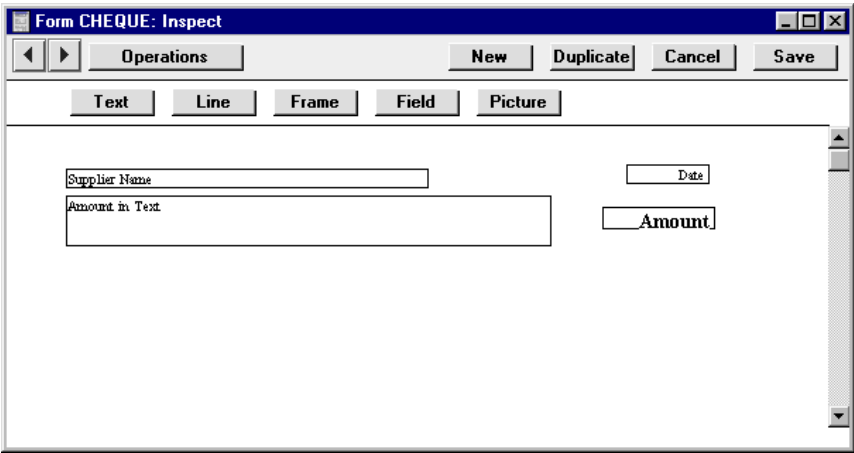 Form CHEQUE: Inspect
Operations New Duplicate Cancel Save
Text Line Frame Field Picture
Supplier Name Date
Amount in Text Amount